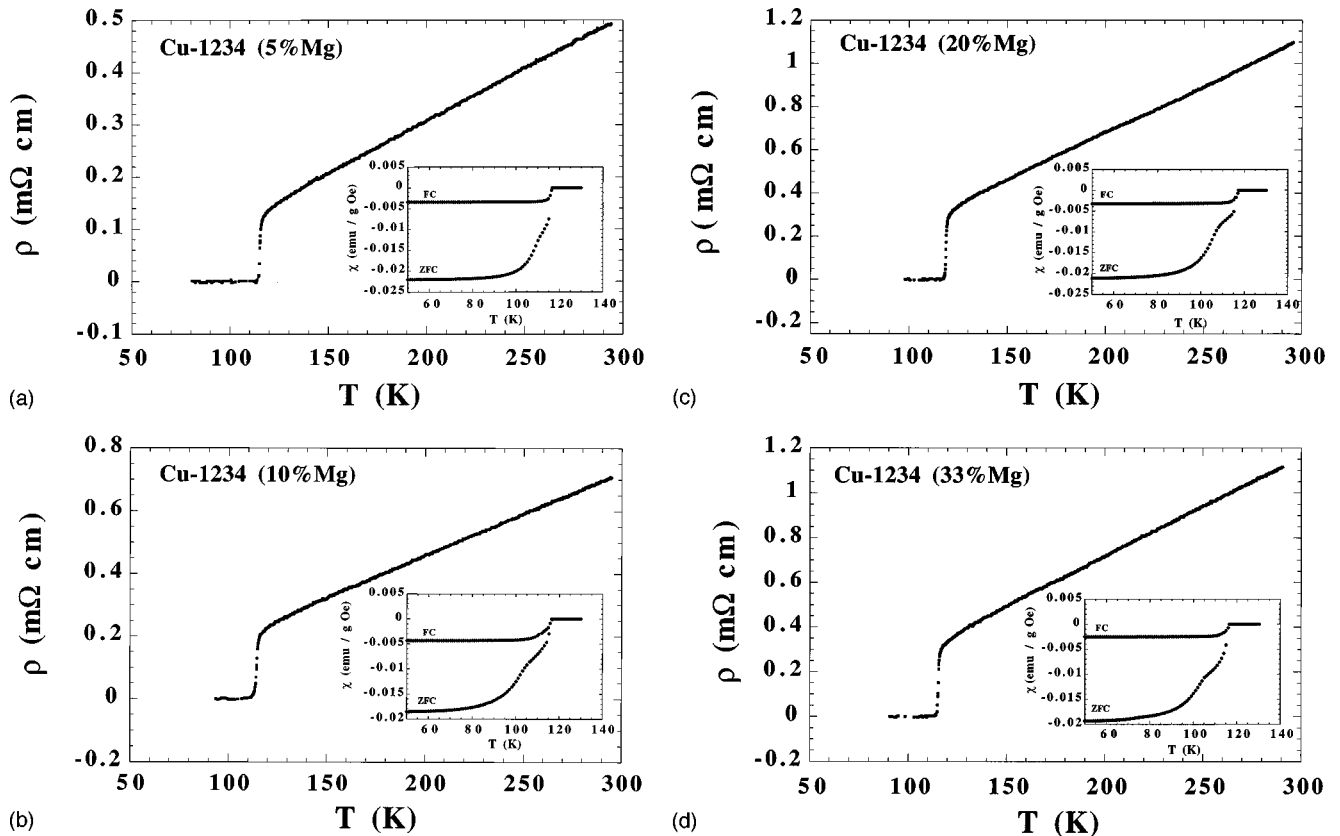 Cu-1234 (5%Mg)
ρ (mΩ cm)
0.5
0.4
0.3
0.2
0.1
0
-0.1
50 100 150 200 250 300
T (K)
χ (emu / g Oe)
0.005
0
-0.005
-0.01
-0.015
-0.02
-0.025
FC
ZFC
60 80 100 120 140
T (K)
(a)
Cu-1234 (20%Mg)
ρ ( mΩ cm)
1.2
1
0.8
0.6
0.4
0.2
0
-0.2
50 100 150 200 250 300
T (K)
χ (emu / g Oe)
0.005
0
-0.005
-0.01
-0.015
-0.02
-0.025
FC
ZFC
60 80 100 120 140
T (K)
(c)
Cu-1234 (10%Mg)
ρ (mΩ cm)
0.8
0.6
0.4
0.2
0
-0.2
50 100 150 200 250 300
T (K)
χ (emu / g Oe)
0.005
0
-0.005
-0.01
-0.015
-0.02
FC
ZFC
60 80 100 120 140
T (K)
(b)
Cu-1234 (33%Mg)
ρ (mΩ cm)
1.2
1
0.8
0.6
0.4
0.2
0
-0.2
50 100 150 200 250 300
T (K)
χ (emu / g Oe)
0.005
0
-0.005
-0.01
-0.015
-0.02
FC
ZFC
60 80 100 120 140
T (K)
(d)